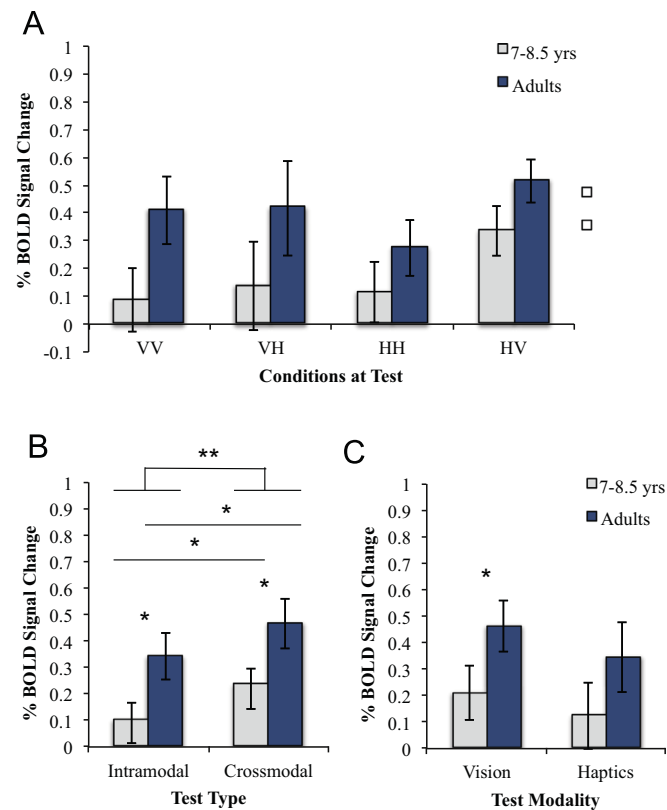 A
1
0.9
0.8
0.7
0.6
0.5
0.4
0.3
0.2
0.1
0
-0.1
% BOLD Signal Change
7-8.5 yrs
Adults
VV VH HH HV
Conditions at Test
B
1
0.9
0.8
0.7
0.6
0.5
0.4
0.3
0.2
0.1
0
% BOLD Signal Change
**
*
*
*
*
Intramodal Crossmodal
Test Type
C
1
0.9
0.8
0.7
0.6
0.5
0.4
0.3
0.2
0.1
0
% BOLD Signal Change
7-8.5 yrs
Adults
*
Vision Haptics
Test Modality